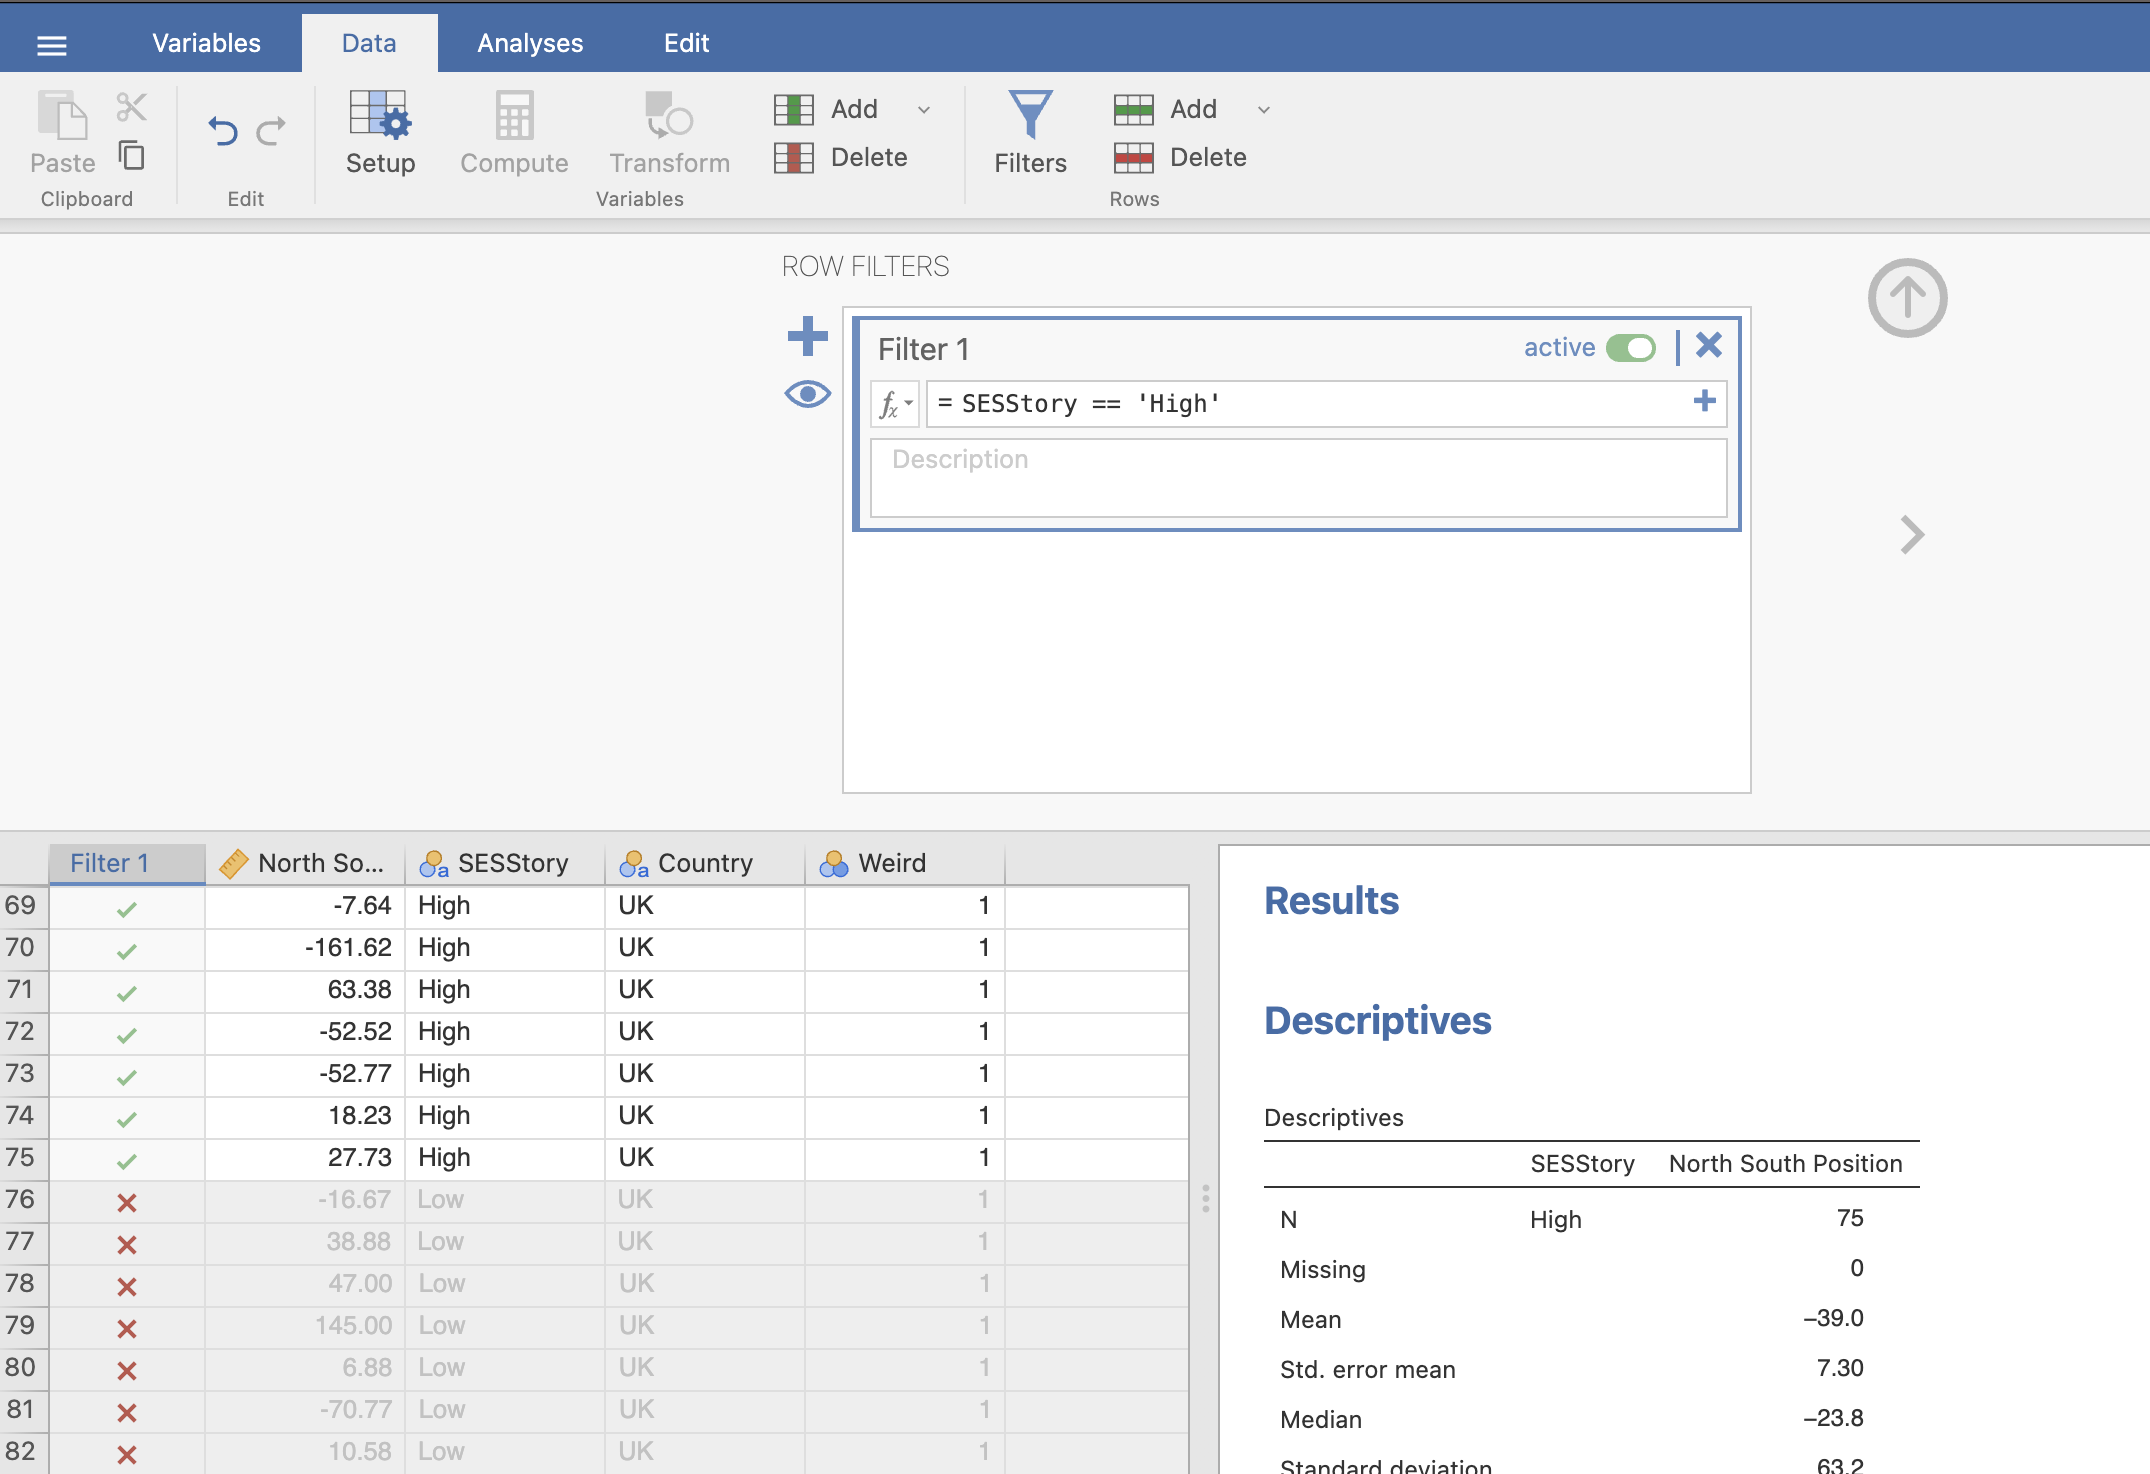 Variables Data Analyses Edit
Paste
Clipboard
Edit
Setup
Compute
Transform
Add
Delete
Variables
Filters
Add
Delete
Rows
ROW FILTERS
Filter 1 active
fx = SESStory == 'High'
Description
Filter 1 North So... SESStory Country Weird
69 -7.64 High UK 1
70 -161.62 High UK 1
71 63.38 High UK 1
72 -52.52 High UK 1
73 -52.77 High UK 1
74 18.23 High UK 1
75 27.73 High UK 1
76 -16.67 Low UK 1
77 38.88 Low UK 1
78 47.00 Low UK 1
79 145.00 Low UK 1
80 6.88 Low UK 1
81 -70.77 Low UK 1
82 10.58 Low UK 1
Results
Descriptives
Descriptives
SESStory North South Position
N High 75
Missing 0
Mean −39.0
Std. error mean 7.30
Median −23.8
Standard deviation 63.2